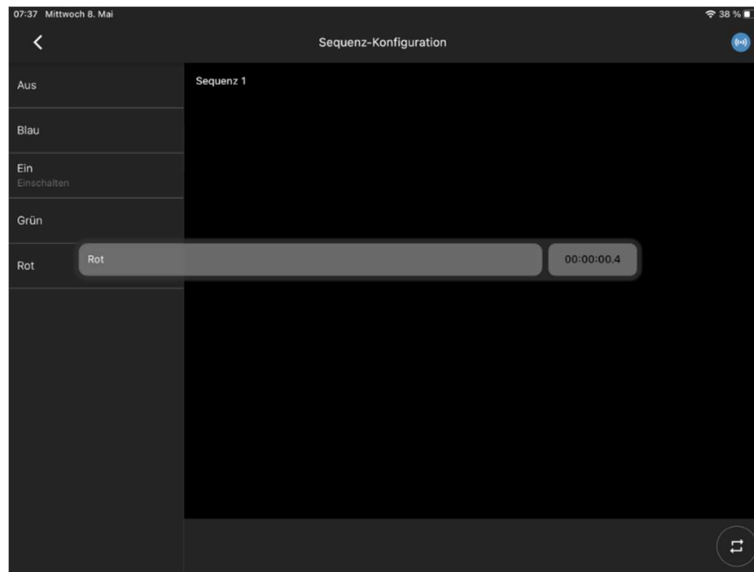 07:37 Mittwoch 8. Mai
38 %
Sequenz-Konfiguration
Aus
Sequenz 1
Blau
Ein
Einschalten
Grün
Rot
Rot
00:00:00.4